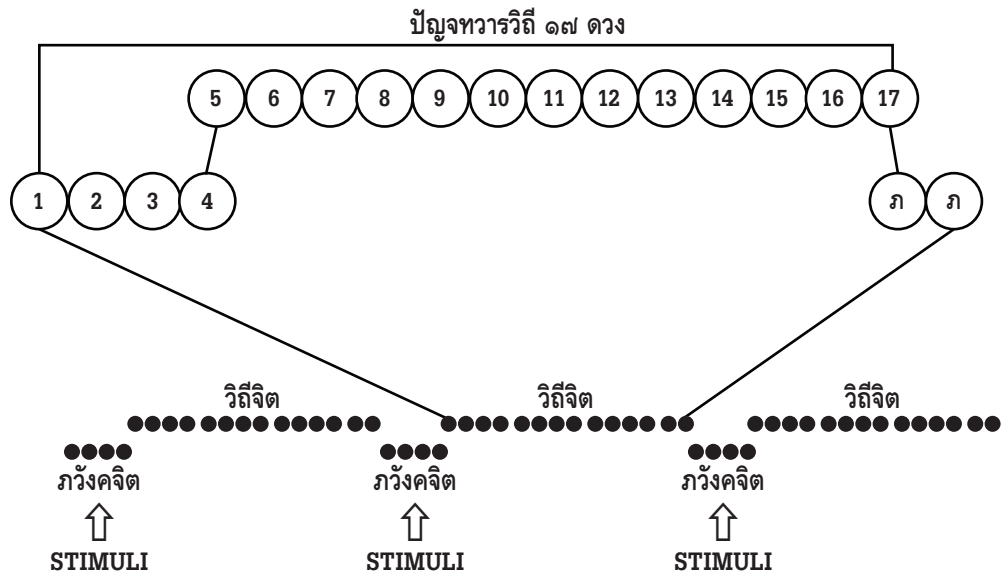 ปัญจทวารวิถี ๑๗ ดวง
5 6 7 8 9 10 11 12 13 14 15 16 17
1 2 3 4 ภ ภ
วิถีจิต วิถีจิต วิถีจิต
ภวังคจิต ภวังคจิต ภวังคจิต
STIMULI STIMULI STIMULI